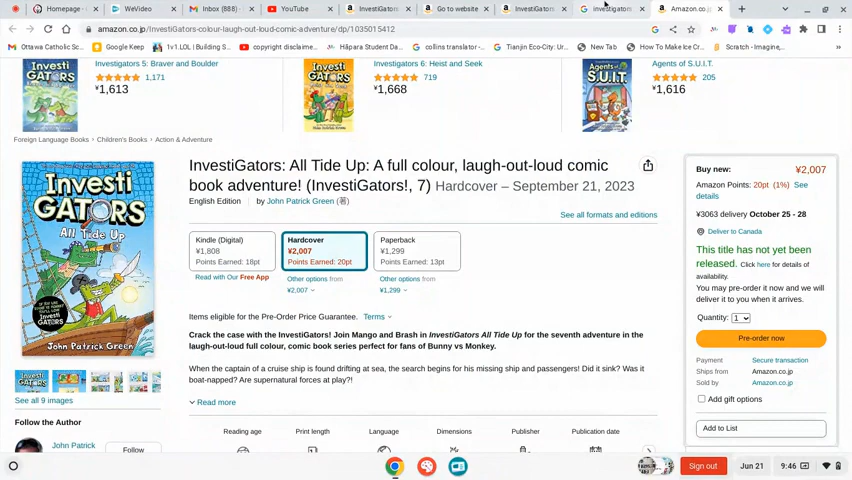 Homepage -
WeVideo
Inbox (888)
YouTube
InvestiGators
Go to website
InvestiGators
investigators
Amazon.co.jp
amazon.co.jp/InvestiGators-colour-laugh-out-loud-comic-adventure/dp/1035015412
Ottawa Catholic Sc...
Google Keep
1v1.LOL | Building S...
copyright disclaime...
Hāpara Student Da...
collins translator -...
Tianjin Eco-City: Ur...
New Tab
How To Make Ice Cr...
Scratch - Imagine,...
Investigators 5: Braver and Boulder
1,171
¥1,613
Investigators 6: Heist and Seek
719
¥1,668
Agents of S.U.I.T.
205
¥1,616
Foreign Language Books › Children's Books › Action & Adventure
Investi
GATORS
All Tide Up
John Patrick Green
See all 9 images
Follow the Author
John Patrick
Follow
InvestiGators: All Tide Up: A full colour, laugh-out-loud comic
book adventure! (InvestiGators!, 7) Hardcover – September 21, 2023
English Edition | by John Patrick Green (著)
See all formats and editions
Kindle (Digital)
¥1,808
Points Earned: 18pt
Read with Our Free App
Hardcover
¥2,007
Points Earned: 20pt
Other options from
¥2,007
Paperback
¥1,299
Points Earned: 13pt
Other options from
¥1,299
Items eligible for the Pre-Order Price Guarantee. Terms
Crack the case with the InvestiGators! Join Mango and Brash in InvestiGators All Tide Up for the seventh adventure in the
laugh-out-loud full colour, comic book series perfect for fans of Bunny vs Monkey.
When the captain of a cruise ship is found drifting at sea, the search begins for his missing ship and passengers! Did it sink? Was it
boat-napped? Are supernatural forces at play?!
Read more
Reading age
Print length
Language
Dimensions
Publisher
Publication date
Buy new:
¥2,007
Amazon Points: 20pt (1%) See
details
¥3063 delivery October 25 - 28
Deliver to Canada
This title has not yet been
released. Click here for details of
availability.
You may pre-order it now and we will
deliver it to you when it arrives.
Quantity: 1
Pre-order now
Payment Secure transaction
Ships from Amazon.co.jp
Sold by Amazon.co.jp
Add gift options
Add to List
Sign out
Jun 21
9:46